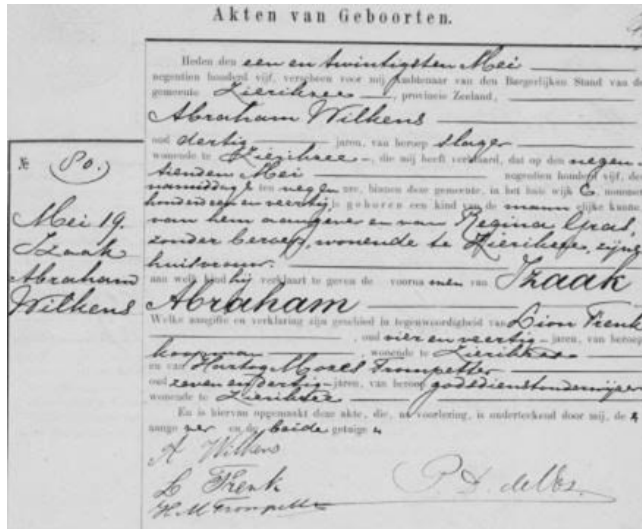 Akten van Geboorten.
Heden den een en twintigsten Mei
negentien honderd vijf, verscheen voor mij Ambtenaar van den Burgerlijken Stand van de
gemeente Zierikzee, provincie Zeeland,
Abraham Wilkens
oud dertig jaren, van beroep slager
wonende te Zierikzee, die mij heeft verklaard, dat op den negen-
tienden Mei negentienhonderd vijf, des
namiddags ten negen ure, binnen deze gemeente, in het huis wijk C nommer
honderd een en veertig is geboren een kind van de mannelijke kunne,
van hem aangever en van Regina Gras,
zonder beroep, wonende te Zierikzee, zijne
huisvrouw.
aan welk kind hij verklaart te geven de voornamen van Izaak
Abraham
Welke aangifte en verklaring zijn geschied in tegenwoordigheid van Lion Frenk
, oud vier en veertig jaren, van beroep
koopman, wonende te Zierikzee
en van Hartog Mozes Trompetter
oud zeven en dertig jaren, van beroep godsdienstonderwijzer
wonende te Zierikzee
En is hiervan opgemaakt deze akte, die, na voorlezing, is onderteekend door mij, de
aangever en de beide getuigen
A Wilkens
L Frenk
H. M Trompetter
P. D. de Vos.
№ 80.
Mei 19.
Izaak
Abraham
Wilkens